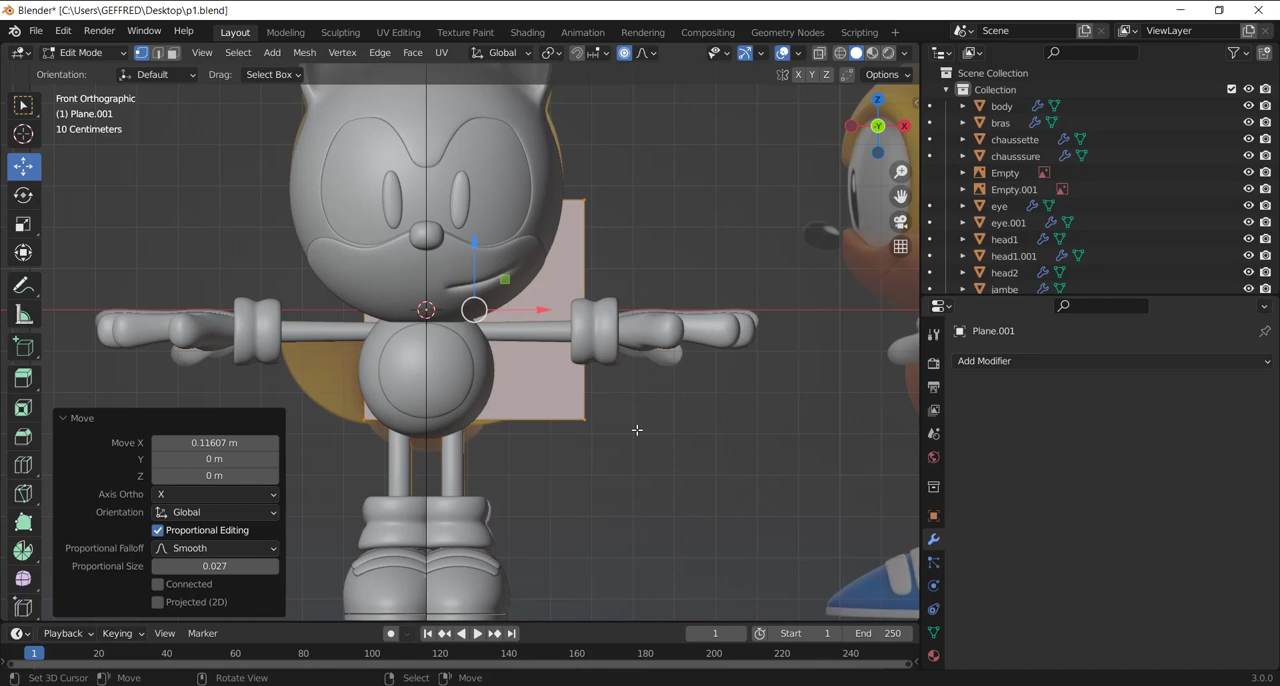 Blender* [C:\Users\GEFFRED\Desktop\p1.blend]
File Edit Render Window Help Layout Modeling Sculpting UV Editing Texture Paint Shading Animation Rendering Compositing Geometry Nodes Scripting Scene ViewLayer
Edit Mode View Select Add Mesh Vertex Edge Face UV Global
Orientation: Default Drag: Select Box X Y Z Options
Front Orthographic
(1) Plane.001
10 Centimeters
Z
-Y
X
Scene Collection
Collection
body
bras
chaussette
chausssure
Empty
Empty.001
eye
eye.001
head1
head1.001
head2
jambe
Plane.001
Add Modifier
Move
Move X 0.11607 m
Y 0 m
Z 0 m
Axis Ortho X
Orientation Global
Proportional Editing
Proportional Falloff Smooth
Proportional Size 0.027
Connected
Projected (2D)
Playback Keying View Marker 1 Start 1 End 250
1 20 40 60 80 100 120 140 160 180 200 220 240
Set 3D Cursor Move Rotate View Select Move 3.0.0